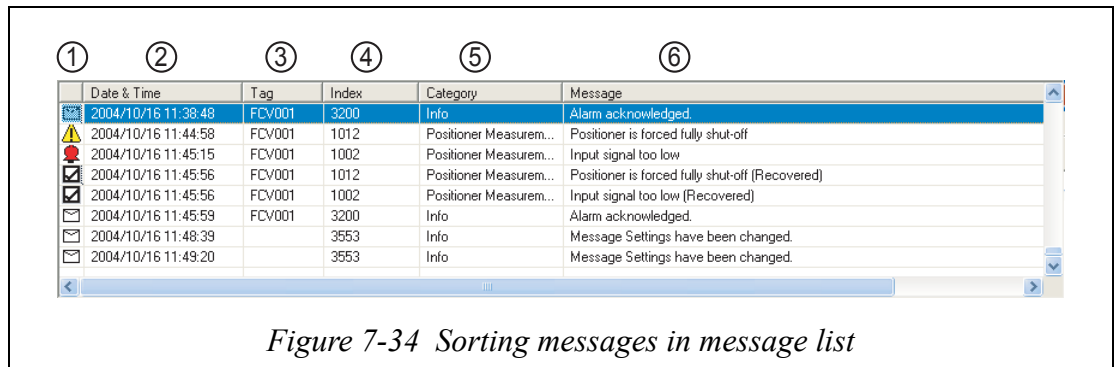 ① ② ③ ④ ⑤ ⑥
Date & Time Tag Index Category Message
2004/10/16 11:38:48 FCV001 3200 Info Alarm acknowledged.
2004/10/16 11:44:58 FCV001 1012 Positioner Measurem... Positioner is forced fully shut-off
2004/10/16 11:45:15 FCV001 1002 Positioner Measurem... Input signal too low
2004/10/16 11:45:56 FCV001 1012 Positioner Measurem... Positioner is forced fully shut-off (Recovered)
2004/10/16 11:45:56 FCV001 1002 Positioner Measurem... Input signal too low (Recovered)
2004/10/16 11:45:59 FCV001 3200 Info Alarm acknowledged.
2004/10/16 11:48:39 3553 Info Message Settings have been changed.
2004/10/16 11:49:20 3553 Info Message Settings have been changed.
Figure 7-34 Sorting messages in message list